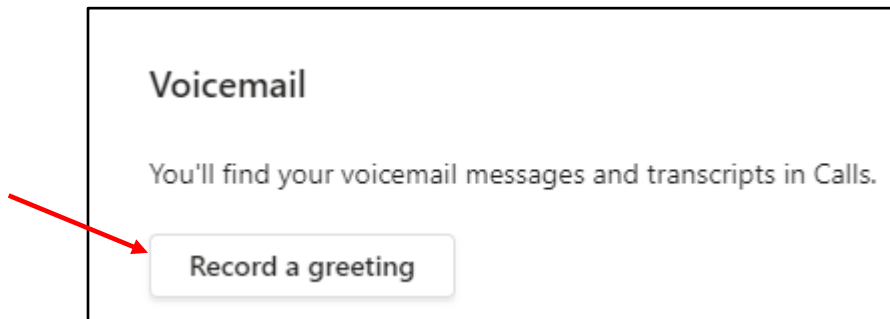 Voicemail
You'll find your voicemail messages and transcripts in Calls.
Record a greeting